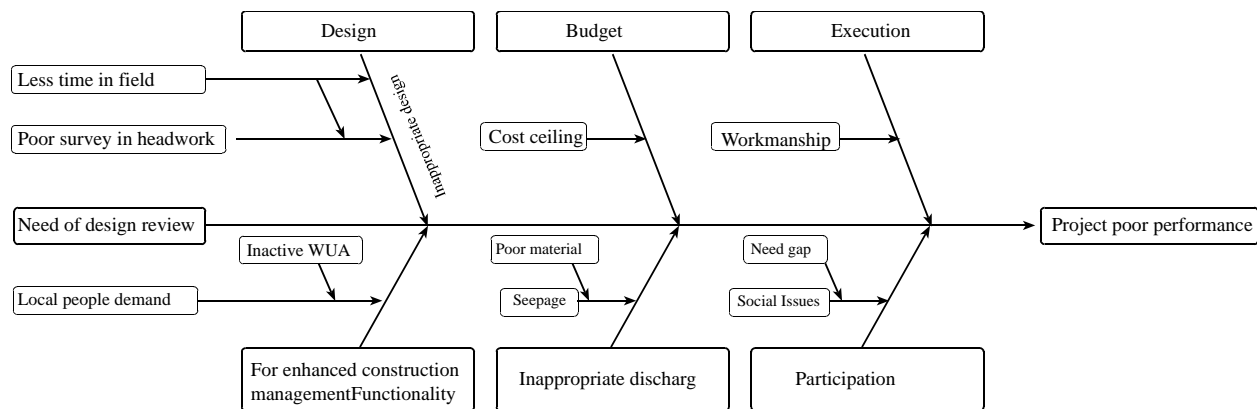 Design
Budget
Execution
Less time in field
Inappropriate design
Poor survey in headwork
Cost ceiling
Workmanship
Need of design review
Project poor performance
Inactive WUA
Poor material
Need gap
Local people demand
Seepage
Social Issues
For enhanced construction
managementFunctionality
Inappropriate discharg
Participation